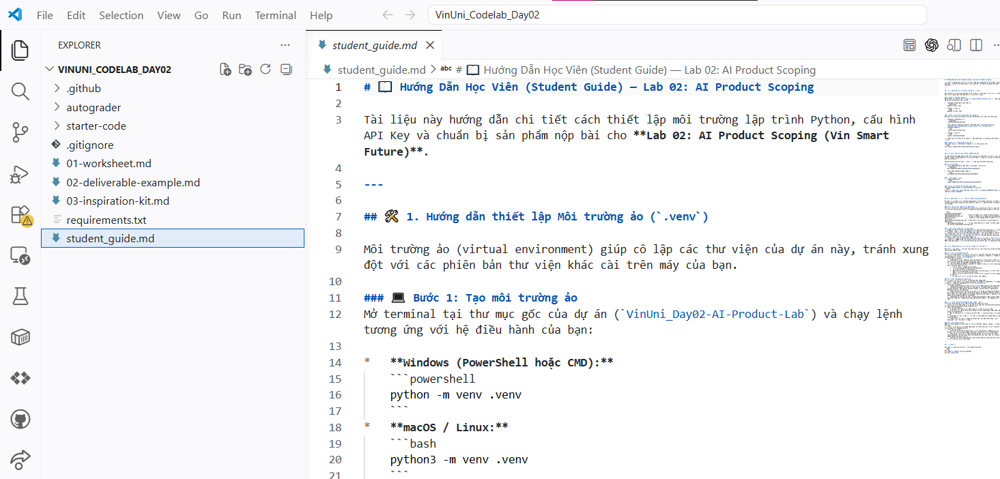 File Edit Selection View Go Run Terminal Help
VinUni_Codelab_Day02
EXPLORER
VINUNI_CODELAB_DAY02
.github
autograder
starter-code
.gitignore
01-worksheet.md
02-deliverable-example.md
03-inspiration-kit.md
requirements.txt
student_guide.md
student_guide.md
student_guide.md > abc # 📖 Hướng Dẫn Học Viên (Student Guide) — Lab 02: AI Product Scoping
1 # 📖 Hướng Dẫn Học Viên (Student Guide) — Lab 02: AI Product Scoping
2
3 Tài liệu này hướng dẫn chi tiết cách thiết lập môi trường lập trình Python, cấu hình
API Key và chuẩn bị sản phẩm nộp bài cho **Lab 02: AI Product Scoping (Vin Smart
Future)**.
4
5 ---
6
7 ## 🛠️ 1. Hướng dẫn thiết lập Môi trường ảo (`.venv`)
8
9 Môi trường ảo (virtual environment) giúp cô lập các thư viện của dự án này, tránh xung
đột với các phiên bản thư viện khác cài trên máy của bạn.
10
11 ### 💻 Bước 1: Tạo môi trường ảo
12 Mở terminal tại thư mục gốc của dự án (`VinUni_Day02-AI-Product-Lab`) và chạy lệnh
tương ứng với hệ điều hành của bạn:
13
14 * **Windows (PowerShell hoặc CMD):**
15 ```powershell
16 python -m venv .venv
17 ```
18 * **macOS / Linux:**
19 ```bash
20 python3 -m venv .venv
21 ```